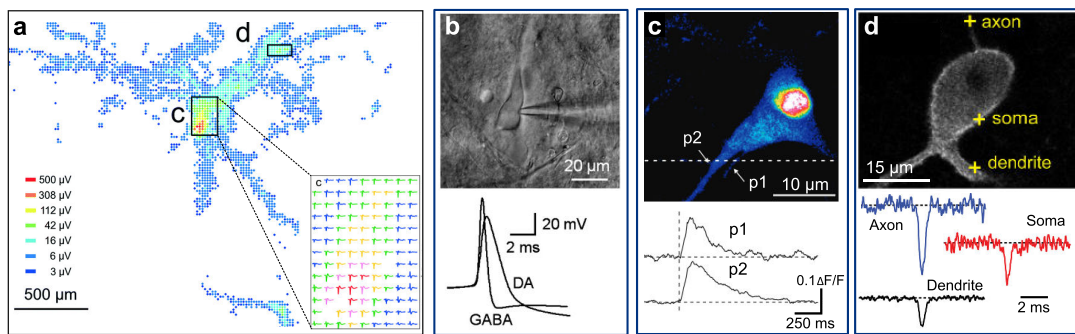 a
d
c
500 µV
308 µV
112 µV
42 µV
16 µV
6 µV
3 µV
500 µm
c
b
20 µm
20 mV
2 ms
DA
GABA
c
p2
p1
10 µm
p1
p2
0.1ΔF/F
250 ms
d
axon
soma
dendrite
15 µm
Axon
Soma
Dendrite
2 ms